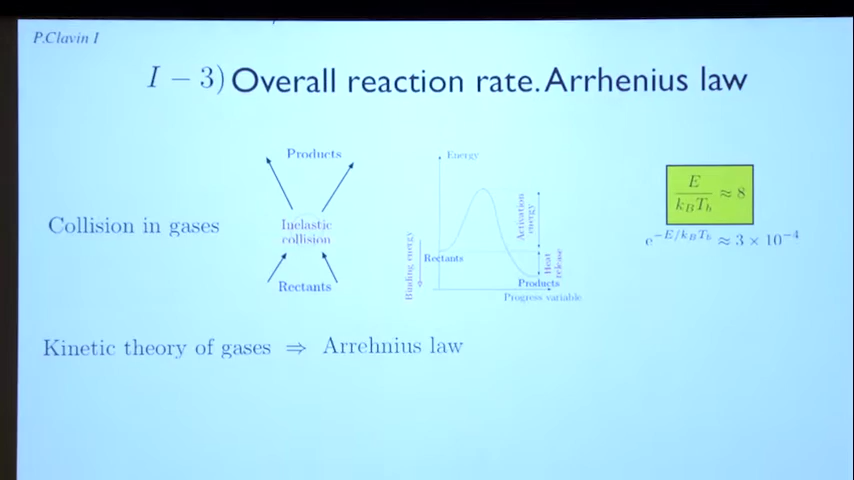 P.Clavin I
I − 3) Overall reaction rate. Arrhenius law
Products
Inelastic
collision
Rectants
Collision in gases
Energy
Activation
energy
Heat
release
Binding energy
Rectants
Products
Progress variable
E/(k_B T_b) ≈ 8
e^{−E/k_B T_b} ≈ 3 × 10^{−4}
Kinetic theory of gases ⇒ Arrehnius law